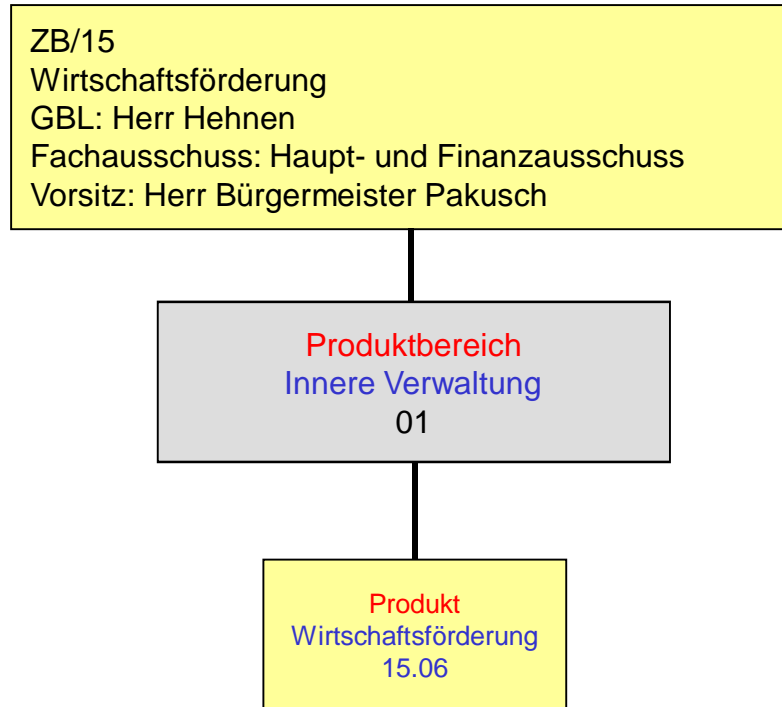 ZB/15
Wirtschaftsförderung
GBL: Herr Hehnen
Fachausschuss: Haupt- und Finanzausschuss
Vorsitz: Herr Bürgermeister Pakusch
Produktbereich
Innere Verwaltung
01
Produkt
Wirtschaftsförderung
15.06